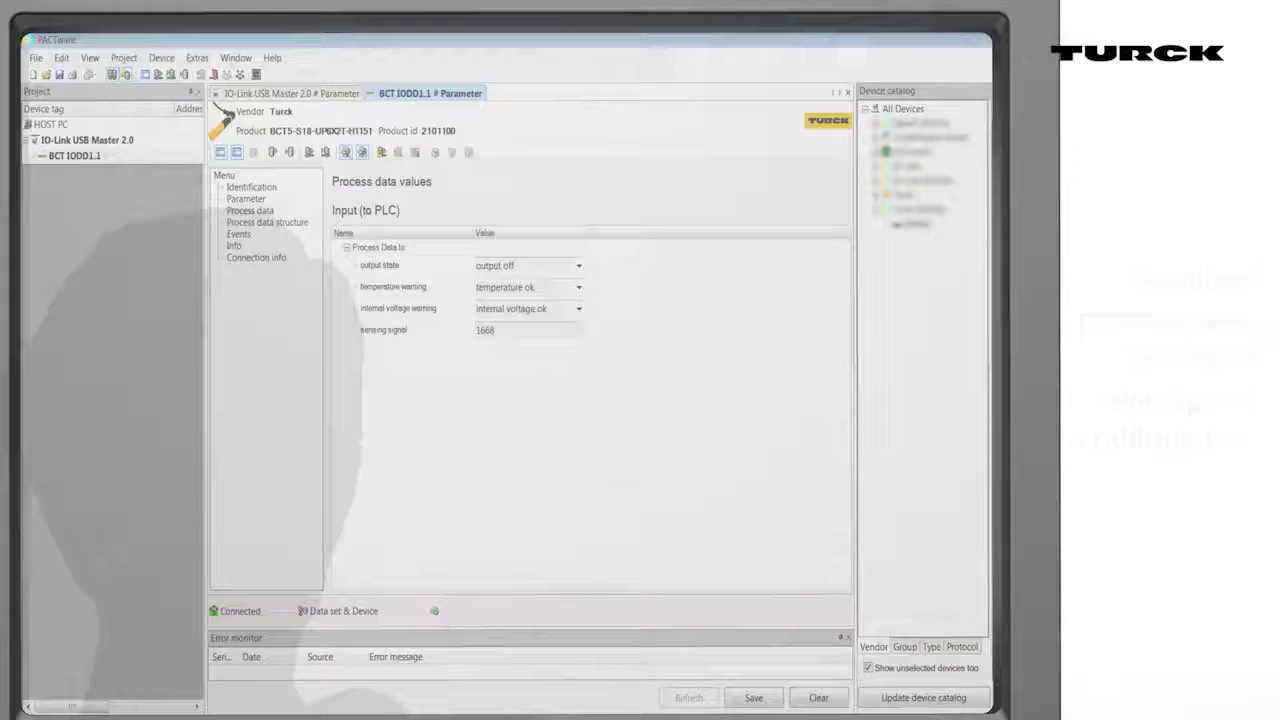 PACTware
TURCK
File Edit View Project Device Extras Window Help
Project
Device tag Addres
HOST PC
IO-Link USB Master 2.0
BCT IODD1.1
IO-Link USB Master 2.0 # Parameter
BCT IODD1.1 # Parameter
Vendor Turck
Product BCT5-S18-UP6X2T-H1151 Product id 2101100
TURCK
Menu
Identification
Parameter
Process data
Process data structure
Events
Info
Connection info
Process data values
Input (to PLC)
Name Value
Process Data In
output state output off
temperature warning temperature ok
internal voltage warning internal voltage ok
sensing signal 1668
Connected Data set & Device
Error monitor
Seri... Date Source Error message
Refresh Save Clear
Device catalog
All Devices
Vendor Group Type Protocol
Show unselected devices too
Update device catalog